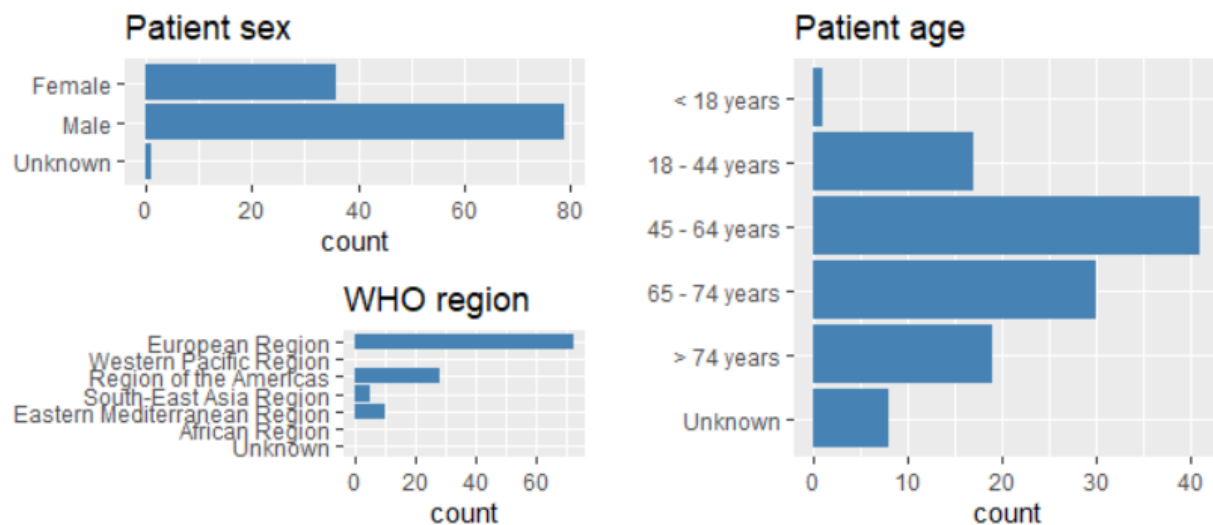 Patient sex
Female
Male
Unknown
0 20 40 60 80
count
WHO region
European Region
Western Pacific Region
Region of the Americas
South-East Asia Region
Eastern Mediterranean Region
African Region
Unknown
0 20 40 60
count
Patient age
< 18 years
18 - 44 years
45 - 64 years
65 - 74 years
> 74 years
Unknown
0 10 20 30 40
count